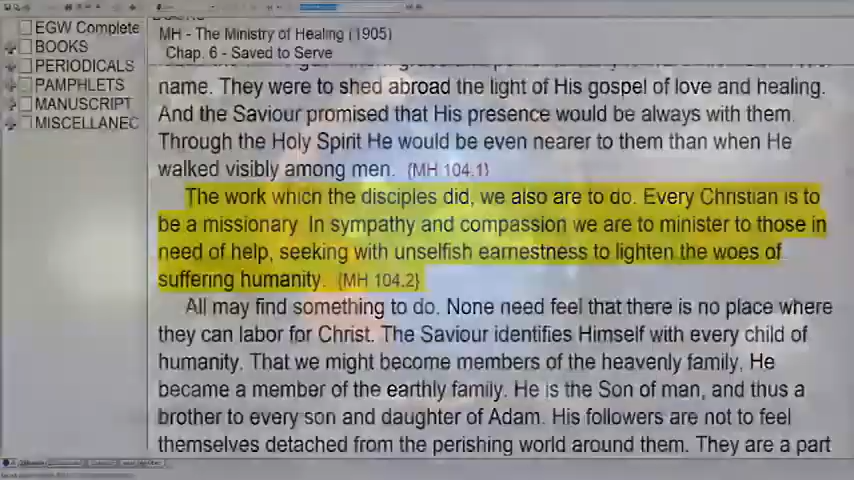 EGW Complete
BOOKS
PERIODICALS
PAMPHLETS
MANUSCRIPT
MISCELLANEC
MH - The Ministry of Healing (1905)
Chap. 6 - Saved to Serve
name. They were to shed abroad the light of His gospel of love and healing.
And the Saviour promised that His presence would be always with them.
Through the Holy Spirit He would be even nearer to them than when He
walked visibly among men. {MH 104.1}
The work which the disciples did, we also are to do. Every Christian is to
be a missionary. In sympathy and compassion we are to minister to those in
need of help, seeking with unselfish earnestness to lighten the woes of
suffering humanity. {MH 104.2}
All may find something to do. None need feel that there is no place where
they can labor for Christ. The Saviour identifies Himself with every child of
humanity. That we might become members of the heavenly family, He
became a member of the earthly family. He is the Son of man, and thus a
brother to every son and daughter of Adam. His followers are not to feel
themselves detached from the perishing world around them. They are a part